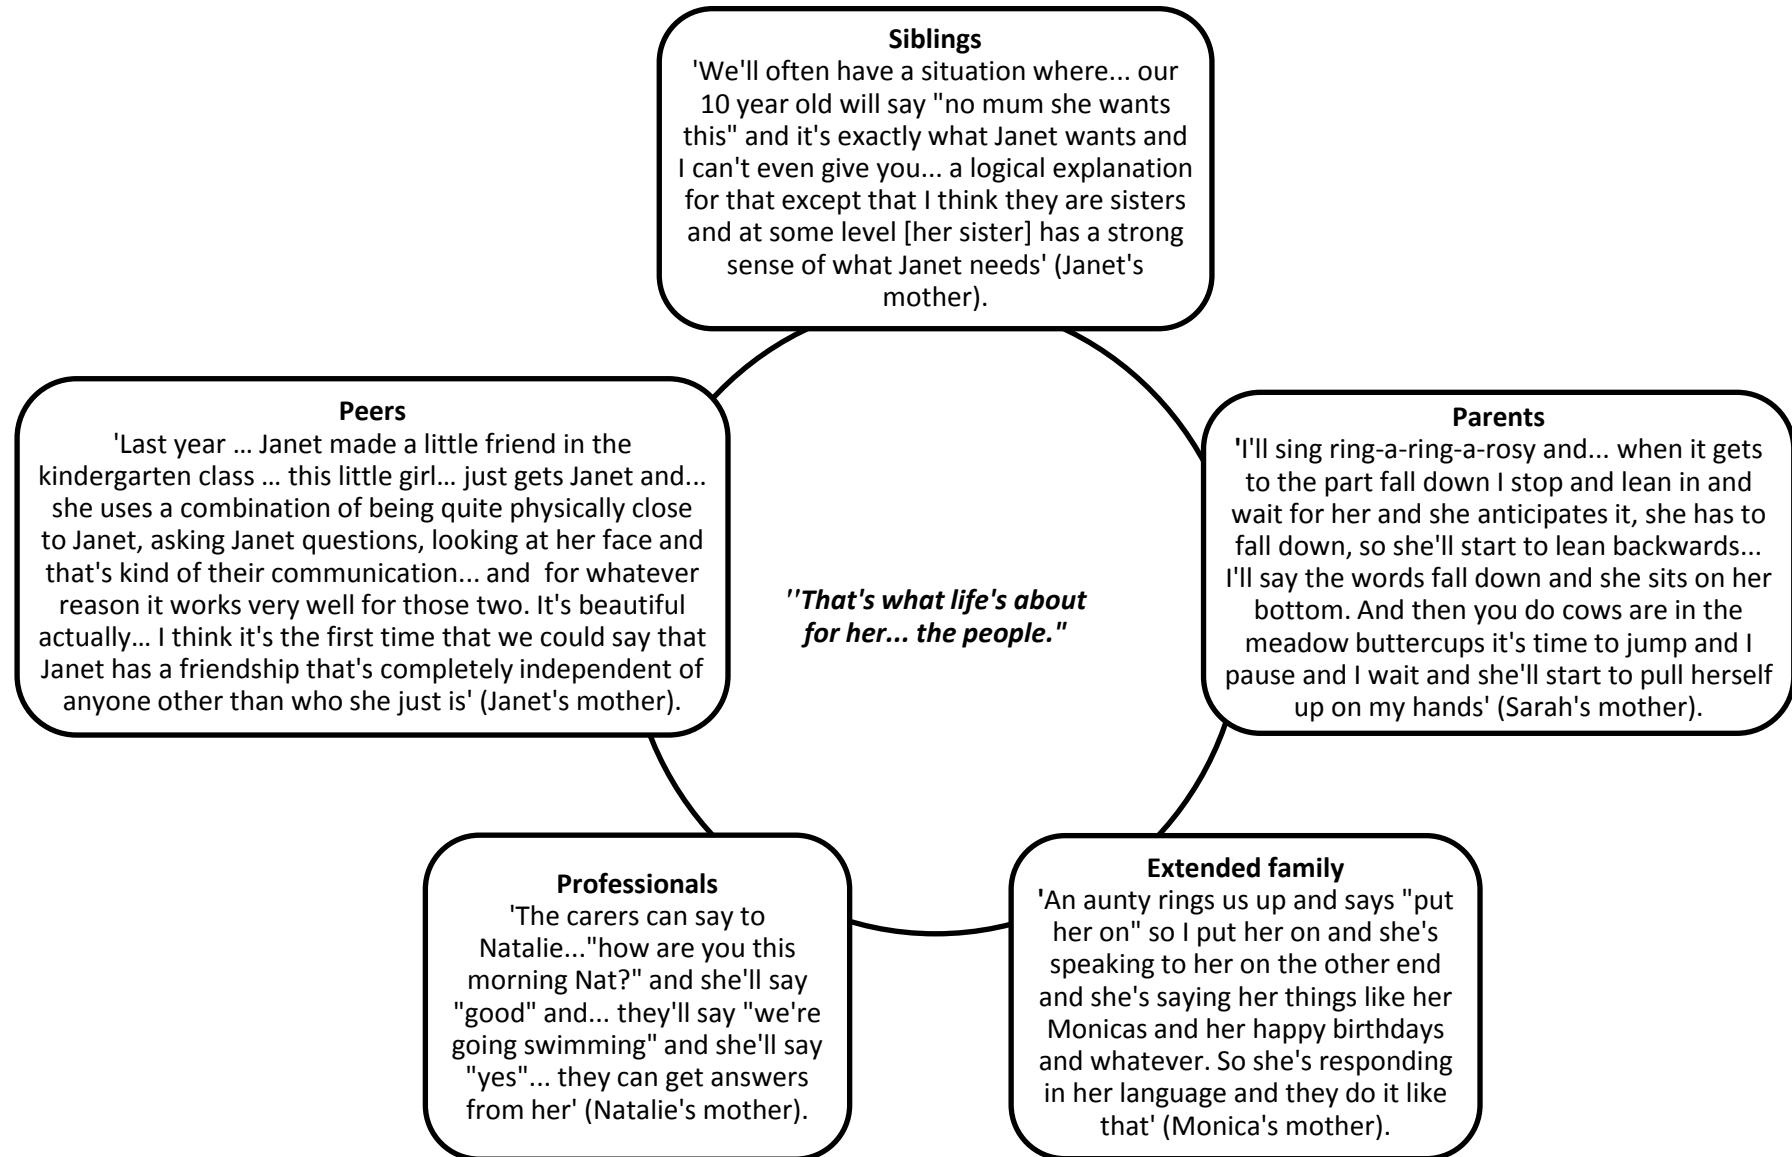 Siblings
'We'll often have a situation where... our
10 year old will say "no mum she wants
this" and it's exactly what Janet wants and
I can't even give you... a logical explanation
for that except that I think they are sisters
and at some level [her sister] has a strong
sense of what Janet needs' (Janet's
mother).
Peers
'Last year ... Janet made a little friend in the
kindergarten class ... this little girl... just gets Janet and...
she uses a combination of being quite physically close
to Janet, asking Janet questions, looking at her face and
that's kind of their communication... and  for whatever
reason it works very well for those two. It's beautiful
actually... I think it's the first time that we could say that
Janet has a friendship that's completely independent of
anyone other than who she just is' (Janet's mother).
Parents
'I'll sing ring-a-ring-a-rosy and... when it gets
to the part fall down I stop and lean in and
wait for her and she anticipates it, she has to
fall down, so she'll start to lean backwards...
I'll say the words fall down and she sits on her
bottom. And then you do cows are in the
meadow buttercups it's time to jump and I
pause and I wait and she'll start to pull herself
up on my hands' (Sarah's mother).
''That's what life's about
for her... the people."
Professionals
'The carers can say to
Natalie..."how are you this
morning Nat?" and she'll say
"good" and... they'll say "we're
going swimming" and she'll say
"yes"... they can get answers
from her' (Natalie's mother).
Extended family
'An aunty rings us up and says "put
her on" so I put her on and she's
speaking to her on the other end
and she's saying her things like her
Monicas and her happy birthdays
and whatever. So she's responding
in her language and they do it like
that' (Monica's mother).